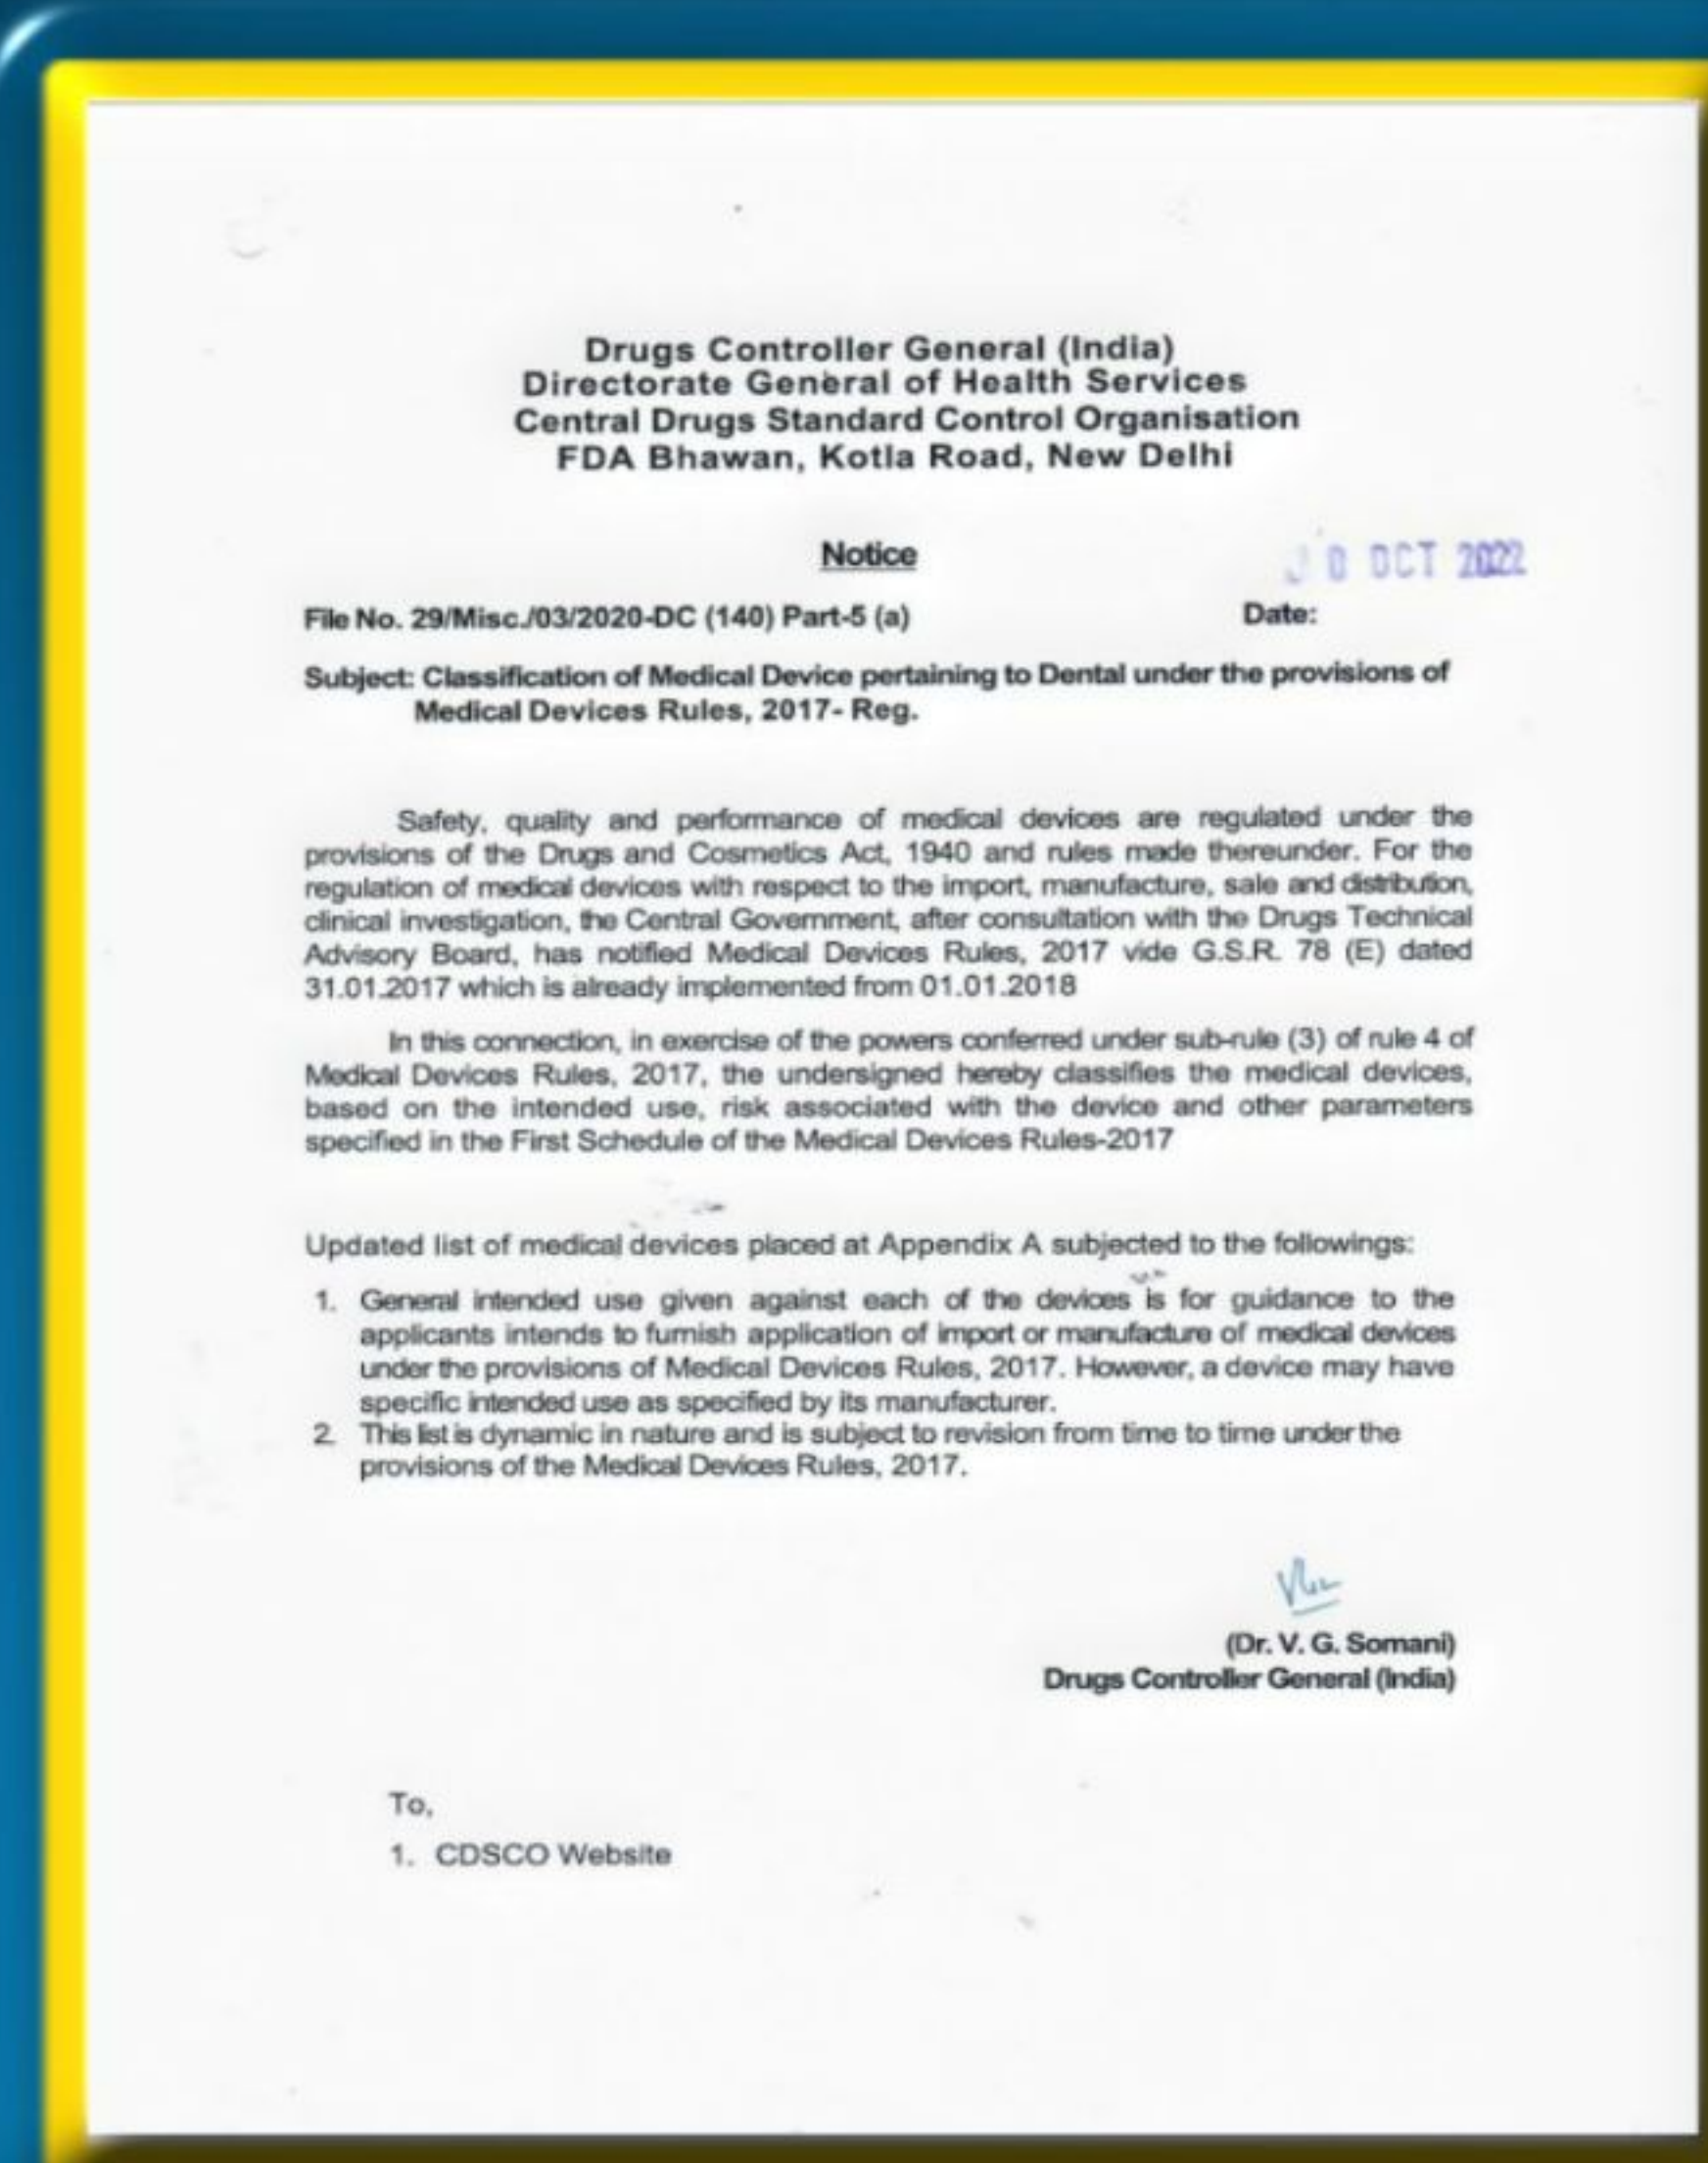 Drugs Controller General (India)
Directorate General of Health Services
Central Drugs Standard Control Organisation
FDA Bhawan, Kotla Road, New Delhi
Notice
0 OCT 2022
File No. 29/Misc./03/2020-DC (140) Part-5 (a)
Date:
Subject: Classification of Medical Device pertaining to Dental under the provisions of
Medical Devices Rules, 2017- Reg.
Safety, quality and performance of medical devices are regulated under the
provisions of the Drugs and Cosmetics Act, 1940 and rules made thereunder. For the
regulation of medical devices with respect to the import, manufacture, sale and distribution,
clinical investigation, the Central Government, after consultation with the Drugs Technical
Advisory Board, has notified Medical Devices Rules, 2017 vide G.S.R. 78 (E) dated
31.01.2017 which is already implemented from 01.01.2018
In this connection, in exercise of the powers conferred under sub-rule (3) of rule 4 of
Medical Devices Rules, 2017, the undersigned hereby classifies the medical devices,
based on the intended use, risk associated with the device and other parameters
specified in the First Schedule of the Medical Devices Rules-2017
Updated list of medical devices placed at Appendix A subjected to the followings:
1. General intended use given against each of the devices is for guidance to the
applicants intends to furnish application of import or manufacture of medical devices
under the provisions of Medical Devices Rules, 2017. However, a device may have
specific intended use as specified by its manufacturer.
2. This list is dynamic in nature and is subject to revision from time to time under the
provisions of the Medical Devices Rules, 2017.
(Dr. V. G. Somani)
Drugs Controller General (India)
To,
1. CDSCO Website